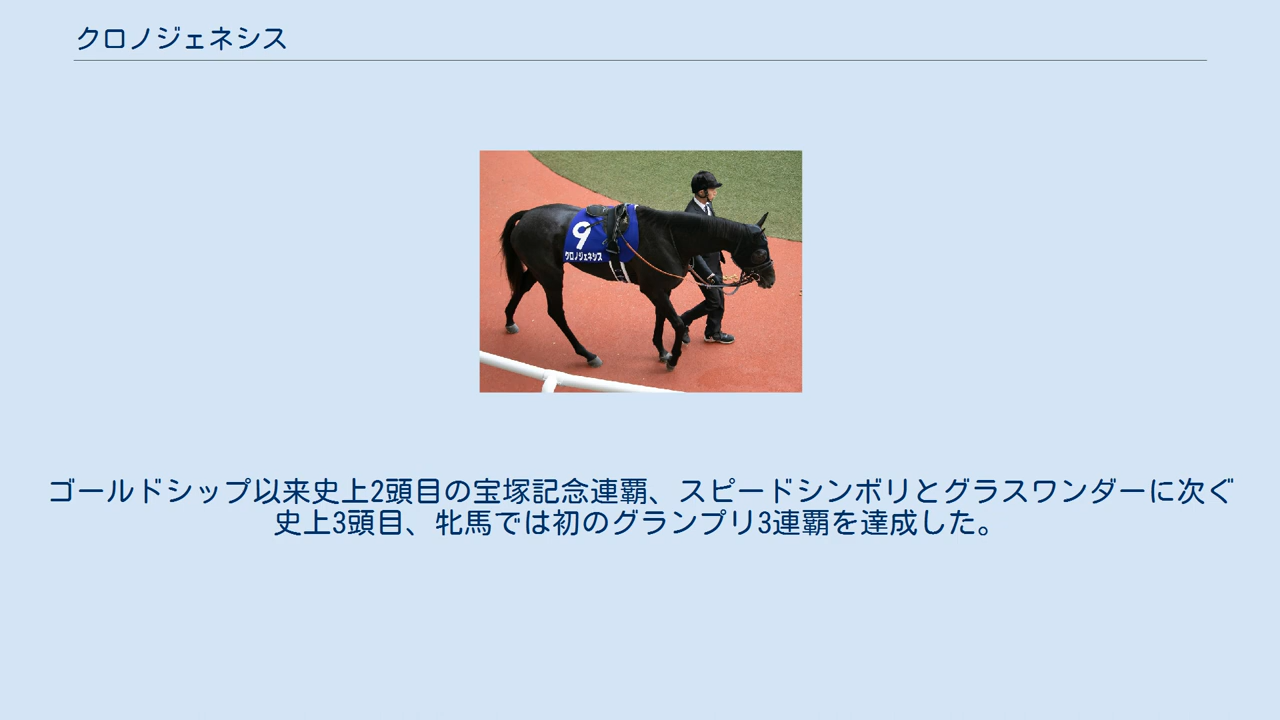 クロノジェネシス
9
クロノジェネシス
ゴールドシップ以来史上2頭目の宝塚記念連覇、スピードシンボリとグラスワンダーに次ぐ
史上3頭目、牝馬では初のグランプリ3連覇を達成した。